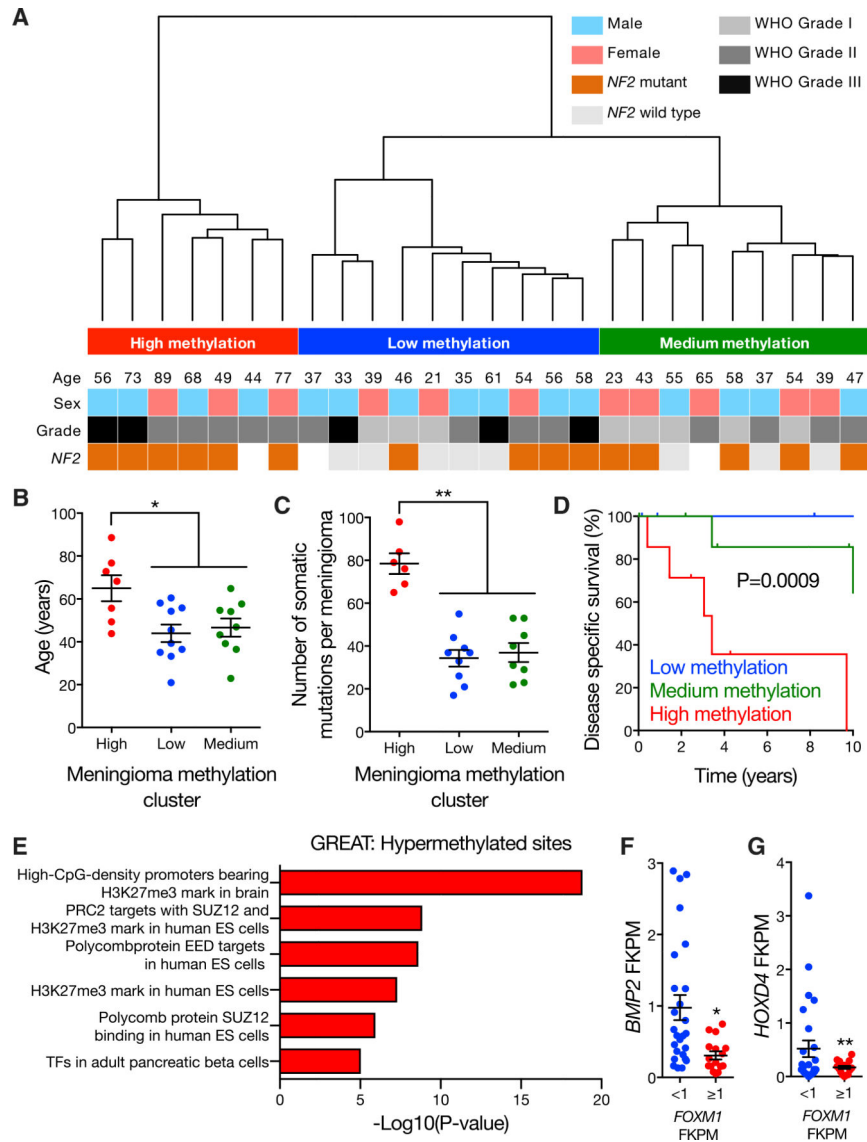 A
Male
Female
NF2 mutant
NF2 wild type
WHO Grade I
WHO Grade II
WHO Grade III
High methylation Low methylation Medium methylation
Age 56 73 89 68 49 44 77 37 33 39 46 21 35 61 54 56 58 23 43 55 65 58 37 54 39 47
Sex
Grade
NF2
B
*
Age (years)
100
80
60
40
20
0
High Low Medium
Meningioma methylation
cluster
C
**
Number of somatic
mutations per meningioma
100
80
60
40
20
0
High Low Medium
Meningioma methylation
cluster
D
Disease specific survival (%)
100
80
60
40
20
0
P=0.0009
Low methylation
Medium methylation
High methylation
0 2 4 6 8 10
Time (years)
E
GREAT: Hypermethylated sites
High-CpG-density promoters bearing
H3K27me3 mark in brain
PRC2 targets with SUZ12 and
H3K27me3 mark in human ES cells
Polycombprotein EED targets
in human ES cells
H3K27me3 mark in human ES cells
Polycomb protein SUZ12
binding in human ES cells
TFs in adult pancreatic beta cells
0 5 10 15 20
-Log10(P-value)
F
BMP2 FKPM
3
2
1
0
*
<1 ≥1
FOXM1
FKPM
G
HOXD4 FKPM
4
3
2
1
0
**
<1 ≥1
FOXM1
FKPM